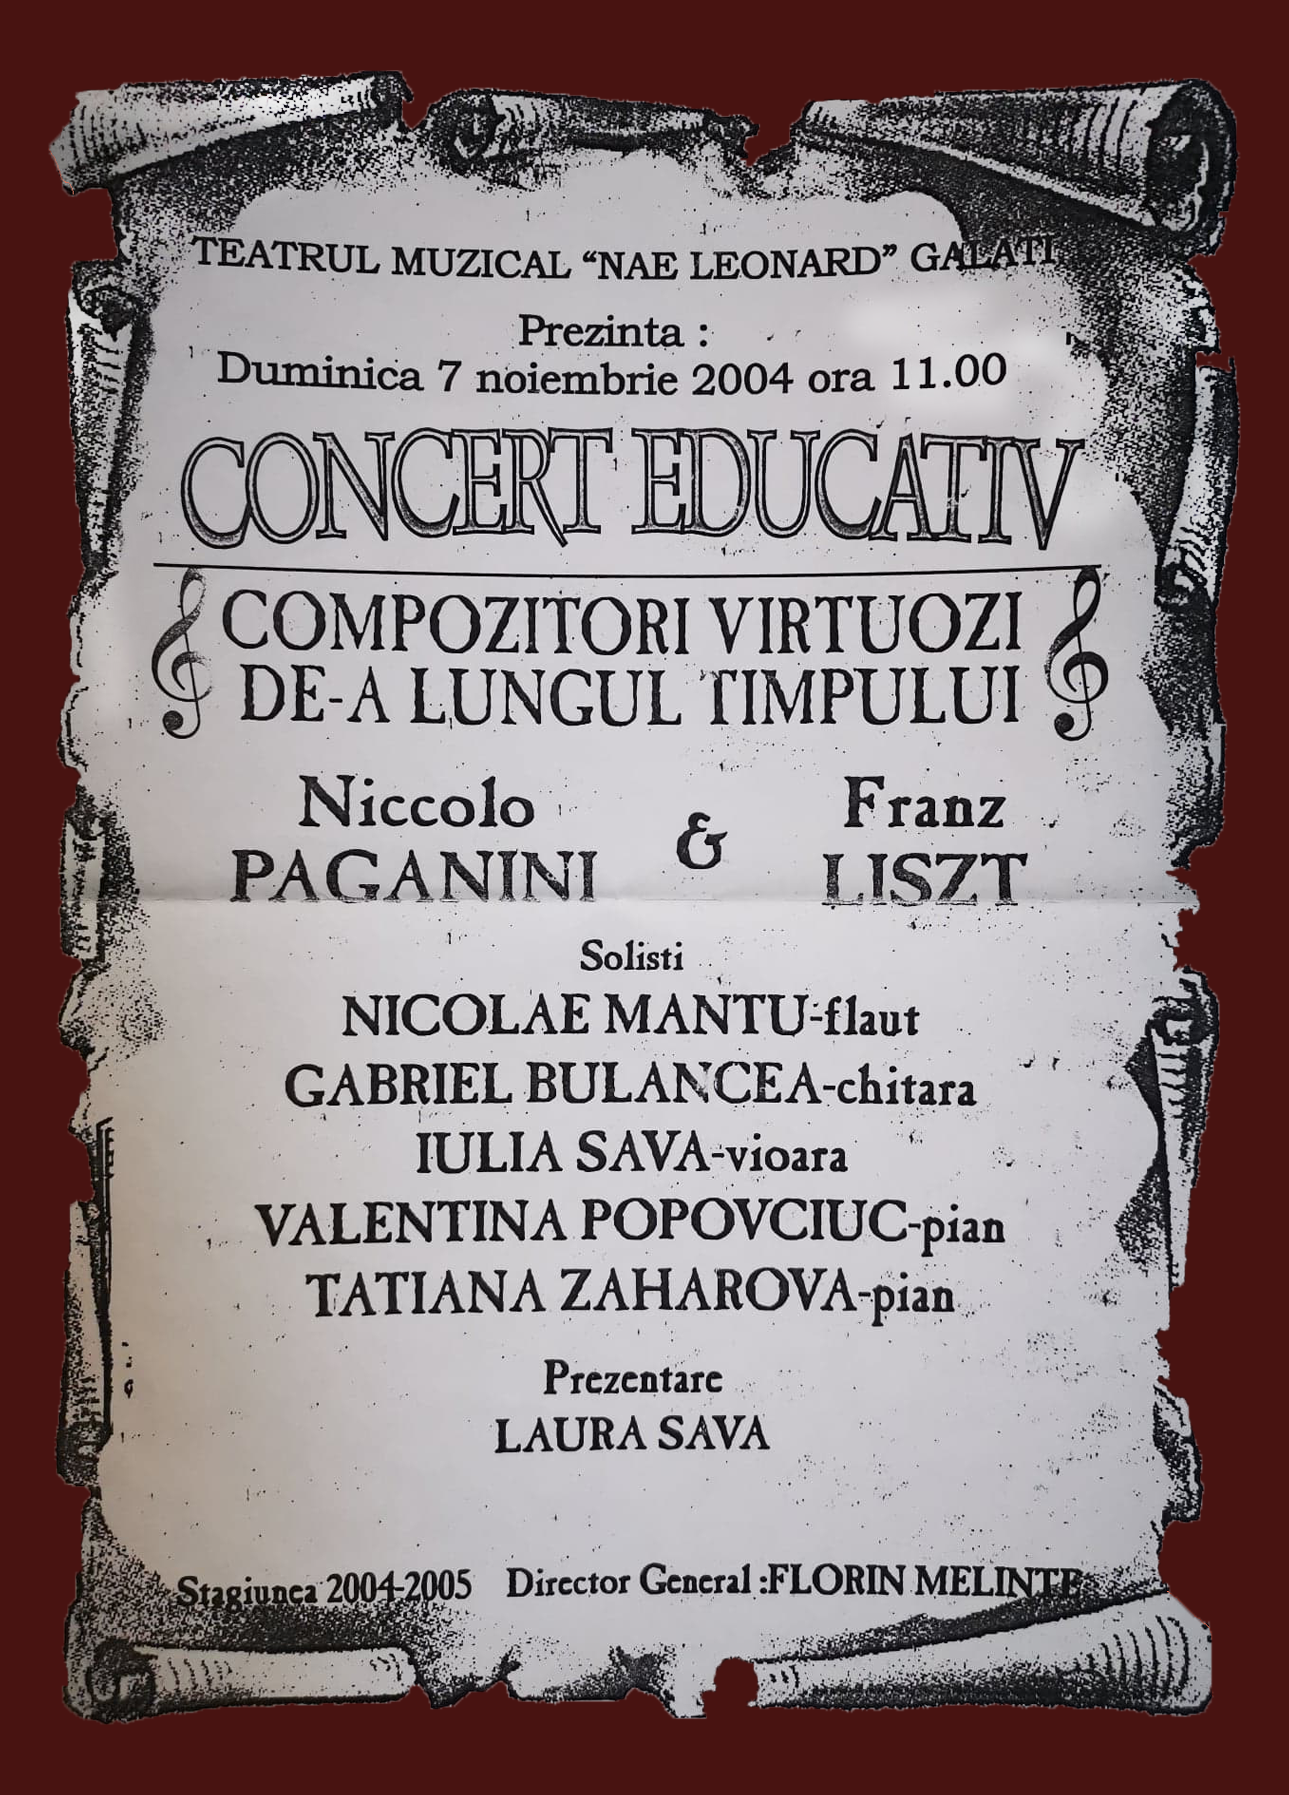 TEATRUL MUZICAL “NAE LEONARD” GALATI
Prezinta :
Duminica 7 noiembrie 2004 ora 11.00
CONCERT EDUCATIV
COMPOZITORI VIRTUOZI
DE-A LUNGUL TIMPULUI
Niccolo PAGANINI & Franz LISZT
Solisti
NICOLAE MANTU-flaut
GABRIEL BULANCEA-chitara
IULIA SAVA-vioara
VALENTINA POPOVCIUC-pian
TATIANA ZAHAROVA-pian
Prezentare
LAURA SAVA
Stagiunea 2004-2005 Director General :FLORIN MELINTE